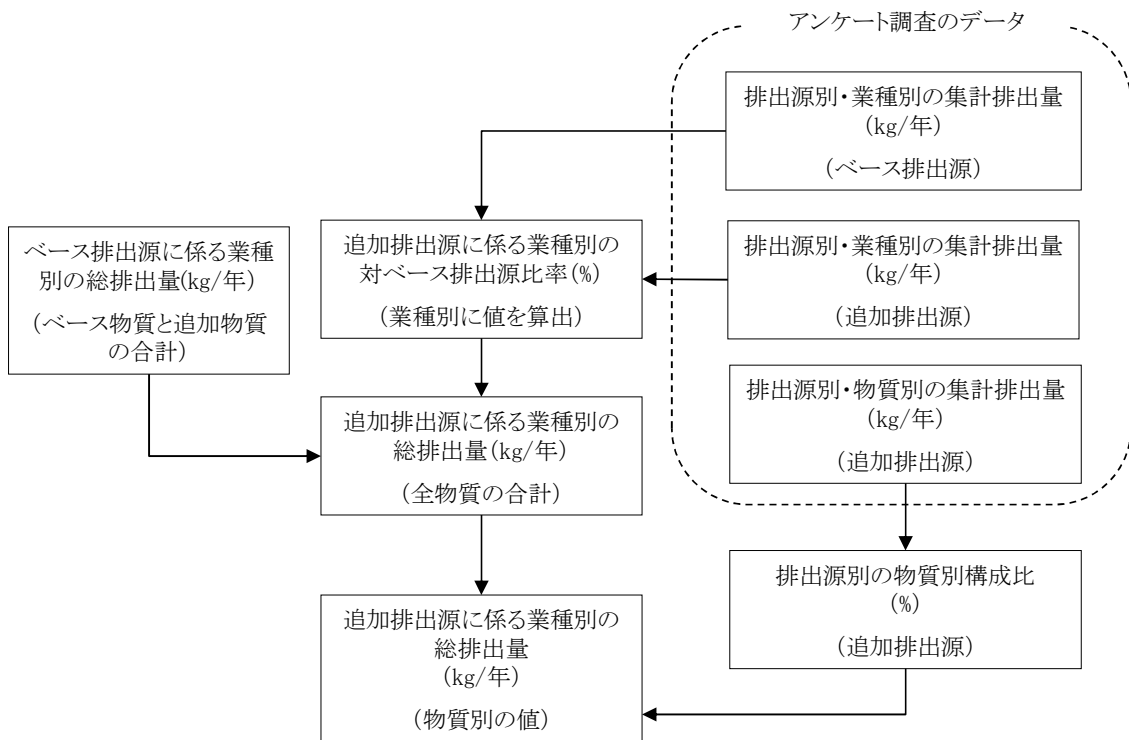 アンケート調査のデータ
排出源別・業種別の集計排出量
(kg/年)
(ベース排出源)
排出源別・業種別の集計排出量
(kg/年)
(追加排出源)
排出源別・物質別の集計排出量
(kg/年)
(追加排出源)
ベース排出源に係る業種
別の総排出量(kg/年)
(ベース物質と追加物質
の合計)
追加排出源に係る業種別の
対ベース排出源比率(%)
(業種別に値を算出)
追加排出源に係る業種別の
総排出量(kg/年)
(全物質の合計)
排出源別の物質別構成比
(%)
(追加排出源)
追加排出源に係る業種別の
総排出量
(kg/年)
(物質別の値)